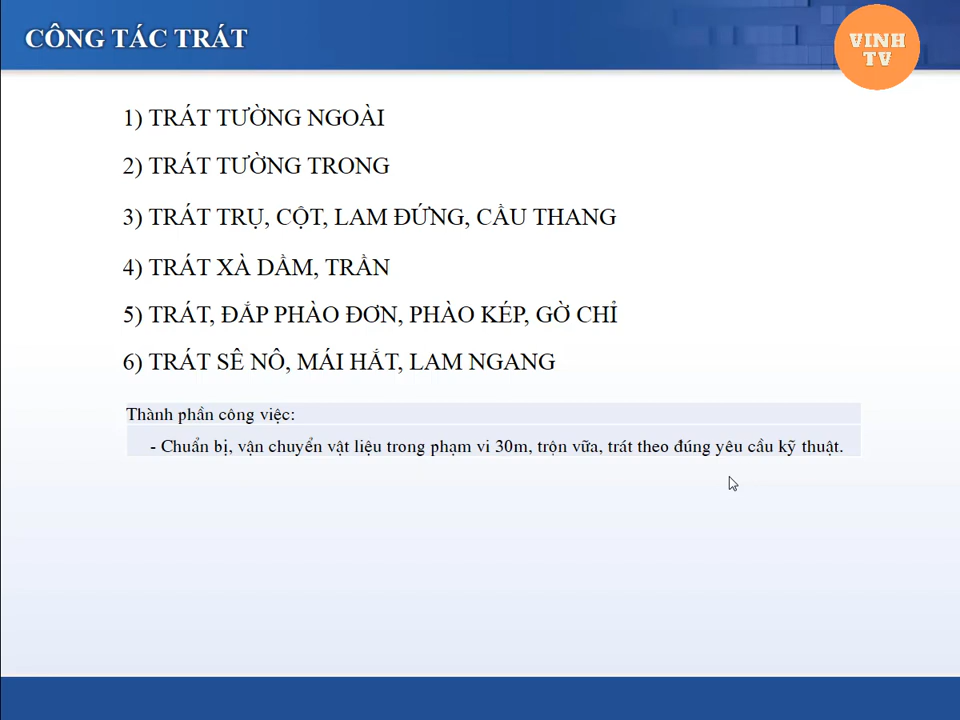 CÔNG TÁC TRÁT
VINH
TV
1) TRÁT TƯỜNG NGOÀI
2) TRÁT TƯỜNG TRONG
3) TRÁT TRỤ, CỘT, LAM ĐỨNG, CẦU THANG
4) TRÁT XÀ DẦM, TRẦN
5) TRÁT, ĐẮP PHÀO ĐƠN, PHÀO KÉP, GỜ CHỈ
6) TRÁT SÊ NÔ, MÁI HẮT, LAM NGANG
Thành phần công việc:
- Chuẩn bị, vận chuyển vật liệu trong phạm vi 30m, trộn vữa, trát theo đúng yêu cầu kỹ thuật.